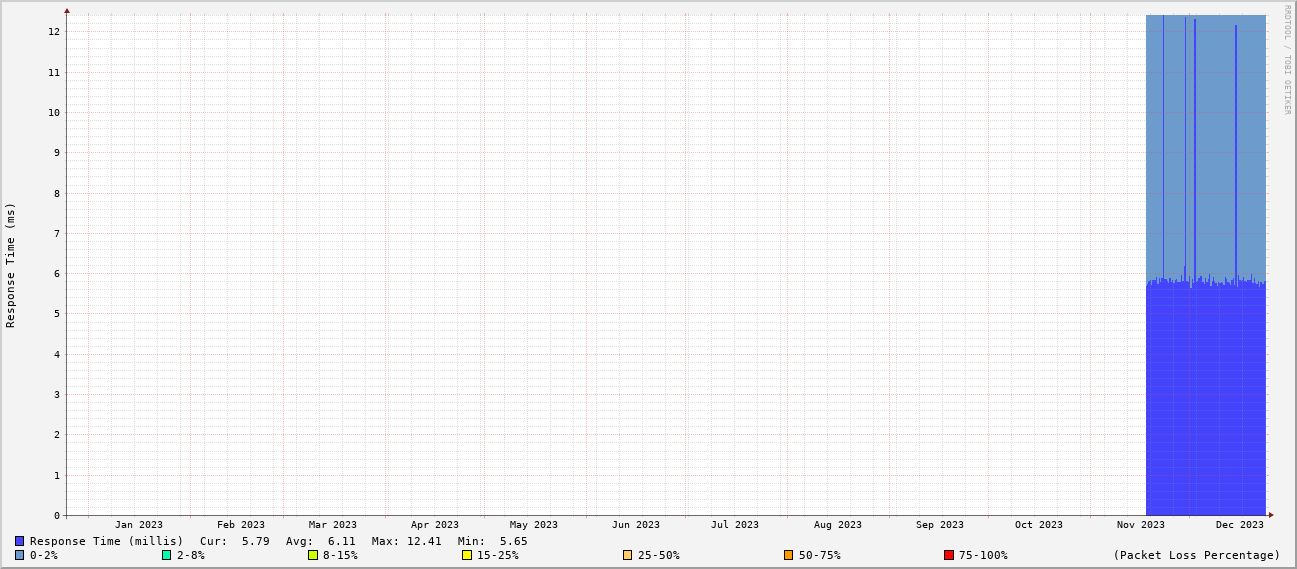 RRDTOOL / TOBI OETIKER
Response Time (ms)
12
11
10
9
8
7
6
5
4
3
2
1
0
Jan 2023 Feb 2023 Mar 2023 Apr 2023 May 2023 Jun 2023 Jul 2023 Aug 2023 Sep 2023 Oct 2023 Nov 2023 Dec 2023
Response Time (millis) Cur: 5.79 Avg: 6.11 Max: 12.41 Min: 5.65
0-2% 2-8% 8-15% 15-25% 25-50% 50-75% 75-100% (Packet Loss Percentage)